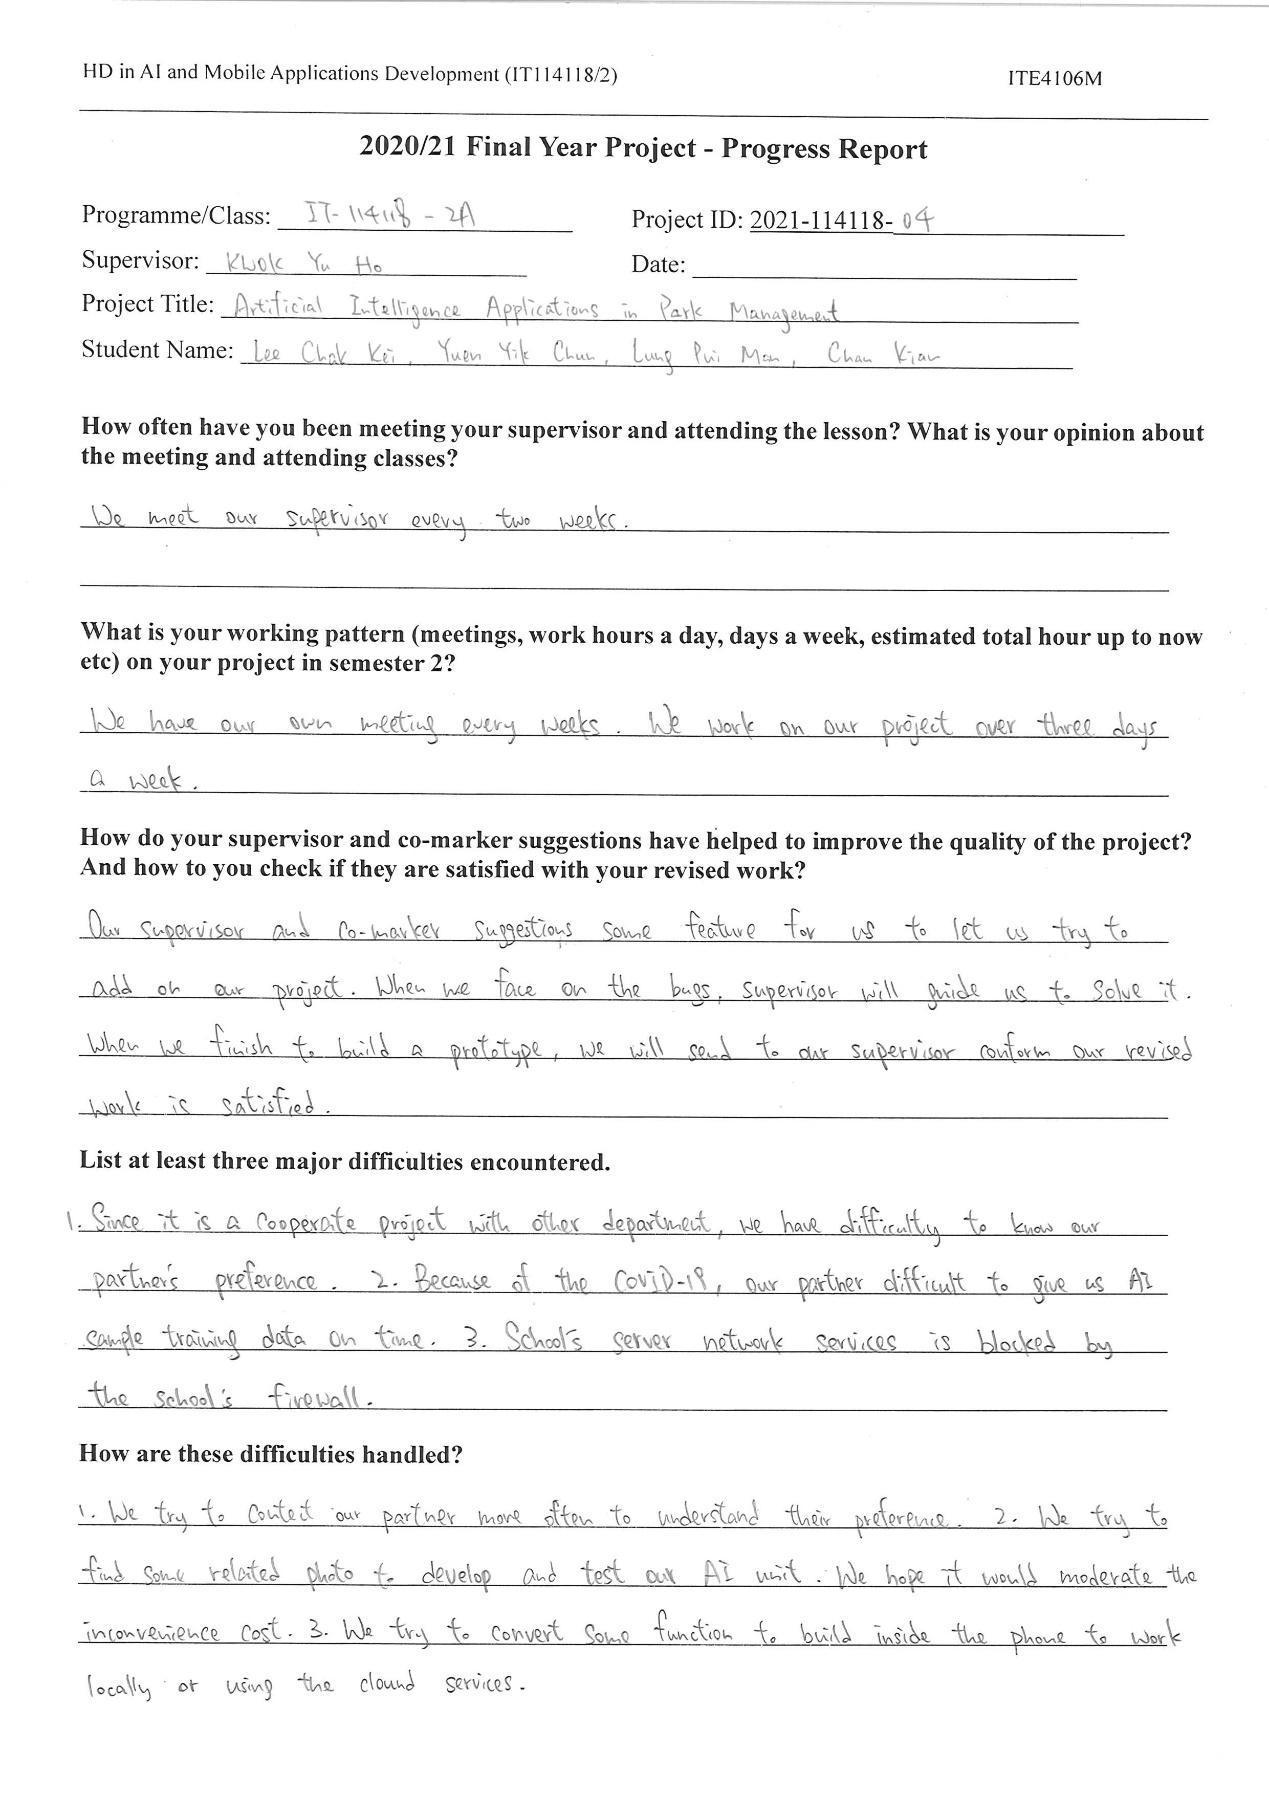 HD in AI and Mobile Applications Development (IT114118/2) ITE4106M
2020/21 Final Year Project - Progress Report
Programme/Class: IT-114118-2A Project ID: 2021-114118-04
Supervisor: Kwok Yu Ho Date:
Project Title: Artificial Intelligence Applications in Park Management
Student Name: Lee Chak Kei, Yuen Yik Chun, Lung Pui Man, Chan Kian
How often have you been meeting your supervisor and attending the lesson? What is your opinion about
the meeting and attending classes?
We meet our supervisor every two weeks.
What is your working pattern (meetings, work hours a day, days a week, estimated total hour up to now
etc) on your project in semester 2?
We have our own meeting every weeks. We work on our project over three days
a week.
How do your supervisor and co-marker suggestions have helped to improve the quality of the project?
And how to you check if they are satisfied with your revised work?
Our supervisor and co-marker suggestions some feature for us to let us try to
add on our project. When we face on the bugs, supervisor will guide us to solve it.
When we finish to build a prototype, we will send to our supervisor conform our revised
work is satisfied.
List at least three major difficulties encountered.
1. Since it is a cooperate project with other department, we have difficulty to know our
partner's preference. 2. Because of the COVID-19, our partner difficult to give us AI
sample training data on time. 3. School's server network services is blocked by
the school's firewall.
How are these difficulties handled?
1. We try to contect our partner more often to understand their preference. 2. We try to
find some related photo to develop and test our AI unit. We hope it would moderate the
inconvenience cost. 3. We try to convert some function to build inside the phone to work
locally or using the clound services.